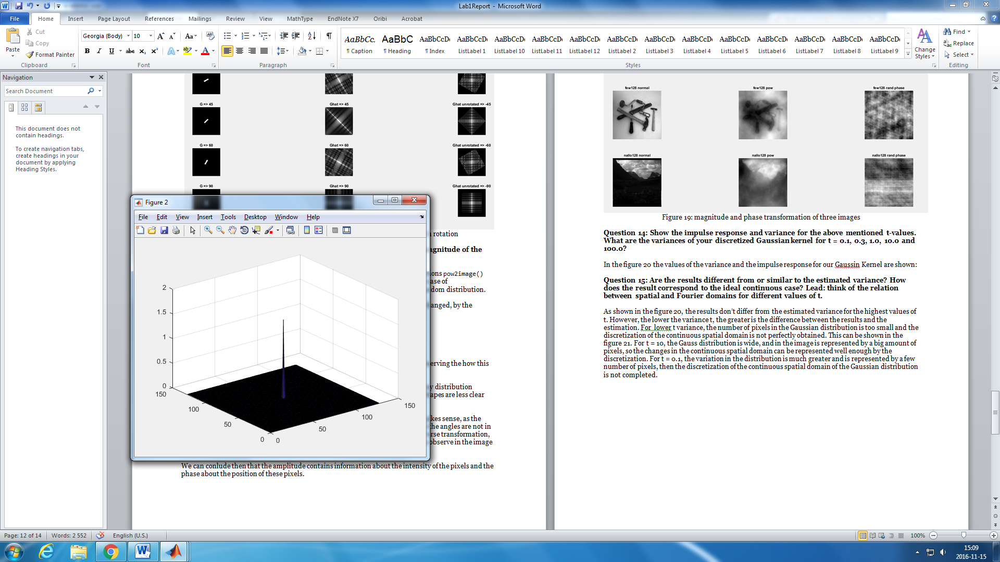 Lab1Report - Microsoft Word
File Home Insert Page Layout References Mailings Review View MathType EndNote X7 Oribi Acrobat
Paste
Cut
Copy
Format Painter
Clipboard
Georgia (Body) 10
Font
Paragraph
AaBbCc. AaBbC AaBbCcDı AaBbCcDı AaBbCcDı AaBbCcDı AaBbCcDı AaBbCcDı AaBbCcDı AaBbCcDı AaBbCcDı AaBbCcDı AaBbCcDı AaBbCcDı AaBbCcDı
¶ Caption ¶ Heading ¶ Index ListLabel 1 ListLabel 10 ListLabel 11 ListLabel 12 ListLabel 2 ListLabel 3 ListLabel 4 ListLabel 5 ListLabel 6 ListLabel 7 ListLabel 8 ListLabel 9
Styles
Change Styles
Find
Replace
Select
Editing
Navigation
Search Document
This document does not
contain headings.
To create navigation tabs,
create headings in your
document by applying
Heading Styles.
G => 45 Ghat => 45 Ghat unrotated => -45
G => 60 Ghat => 60 Ghat unrotated => -60
G => 90 Ghat => 90 Ghat unrotated => -90
rotation
agnitude of the
ions pow2image()
ase of
dom distribution.
anged, by the
erving the how this
y distribution
apes are less clear
kes sense, as the
the angles are not in
rse transformation,
observe in the image
We can conlude then that the amplitude contains information about the intensity of the pixels and the
phase about the position of these pixels.
Figure 2
File Edit View Insert Tools Desktop Window Help
2
1.5
1
0.5
0
150
100
50
0
0
50
100
150
few128 normal few128 pow few128 rand phase
nallo128 normal nallo128 pow nallo128 rand phase
Figure 19: magnitude and phase transformation of three images
Question 14: Show the impulse response and variance for the above mentioned t-values.
What are the variances of your discretized Gaussian kernel for t = 0.1, 0.3, 1.0, 10.0 and
100.0?
In the figure 20 the values of the variance and the impulse response for our Gaussin Kernel are shown:
Question 15: Are the results different from or similar to the estimated variance? How
does the result correspond to the ideal continuous case? Lead: think of the relation
between spatial and Fourier domains for different values of t.
As shown in the figure 20, the results don't differ from the estimated variance for the highest values of
t. However, the lower the variance t, the greater is the difference between the results and the
estimation. For lower t variance, the number of pixels in the Gaussian distribution is too small and the
discretization of the continuous spatial domain is not perfectly obtained. This can be shown in the
figure 21. For t = 10, the Gauss distribution is wide, and in the image is represented by a big amount of
pixels, so the changes in the continuous spatial domain can be represented well enough by the
discretization. For t = 0.1, the variation in the distribution is much greater and is represented by a few
number of pixels, then the discretization of the continuous spatial domain of the Gaussian distribution
is not completed.
Page: 12 of 14 Words: 2 552 English (U.S.) 100%
15:09
2016-11-15